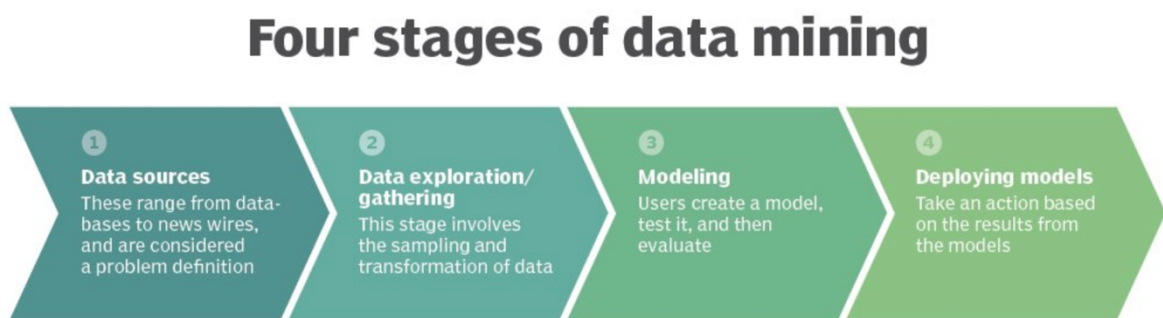 Four stages of data mining
1
Data sources
These range from data-
bases to news wires,
and are considered
a problem definition
2
Data exploration/
gathering
This stage involves
the sampling and
transformation of data
3
Modeling
Users create a model,
test it, and then
evaluate
4
Deploying models
Take an action based
on the results from
the models